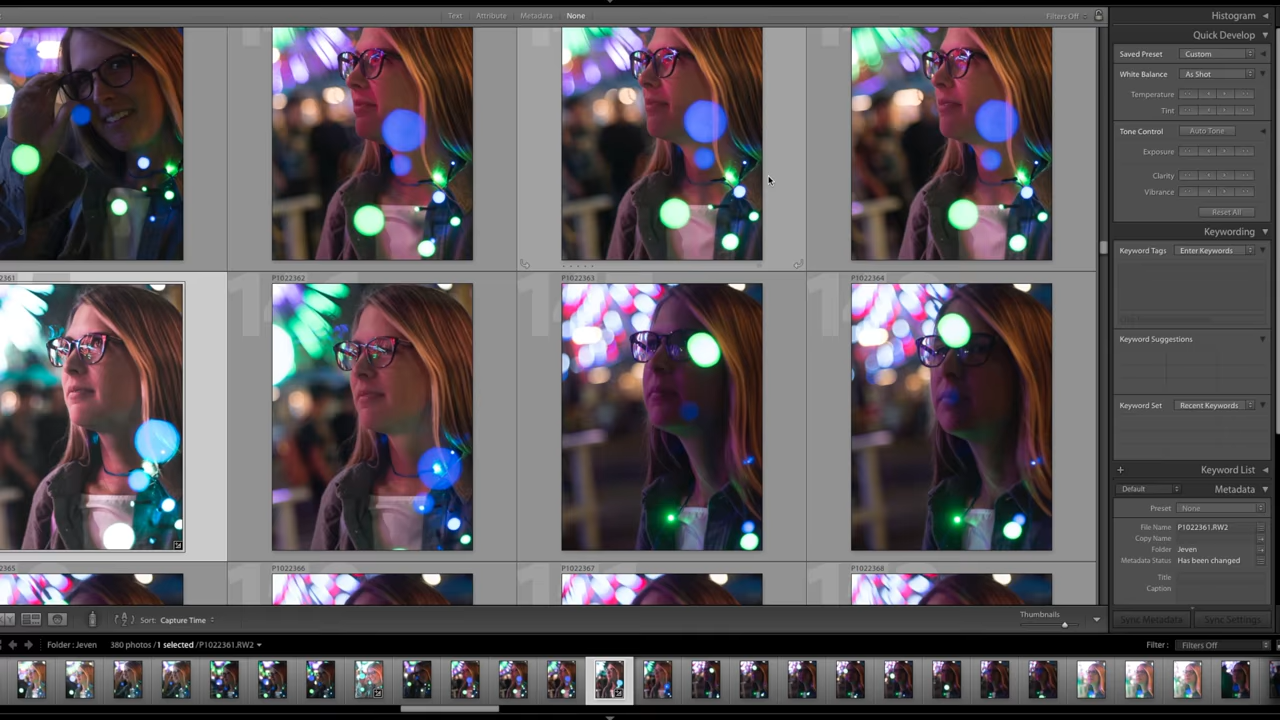 Text Attribute Metadata None Filters Off
Histogram
Quick Develop
Saved Preset Custom
White Balance As Shot
Temperature
Tint
Tone Control Auto Tone
Exposure
Clarity
Vibrance
Reset All
Keywording
Keyword Tags Enter Keywords
Keyword Suggestions
Keyword Set Recent Keywords
+ Keyword List
Default Metadata
Preset None
File Name P1022361.RW2
Copy Name
Folder Jeven
Metadata Status Has been changed
Title
Caption
Sync Metadata Sync Settings
2361 P1022362 P1022363 P1022364
2365 P1022366 P1022367 P1022368
Sort: Capture Time
Thumbnails
Folder : Jeven 380 photos / 1 selected / P1022361.RW2
Filter : Filters Off